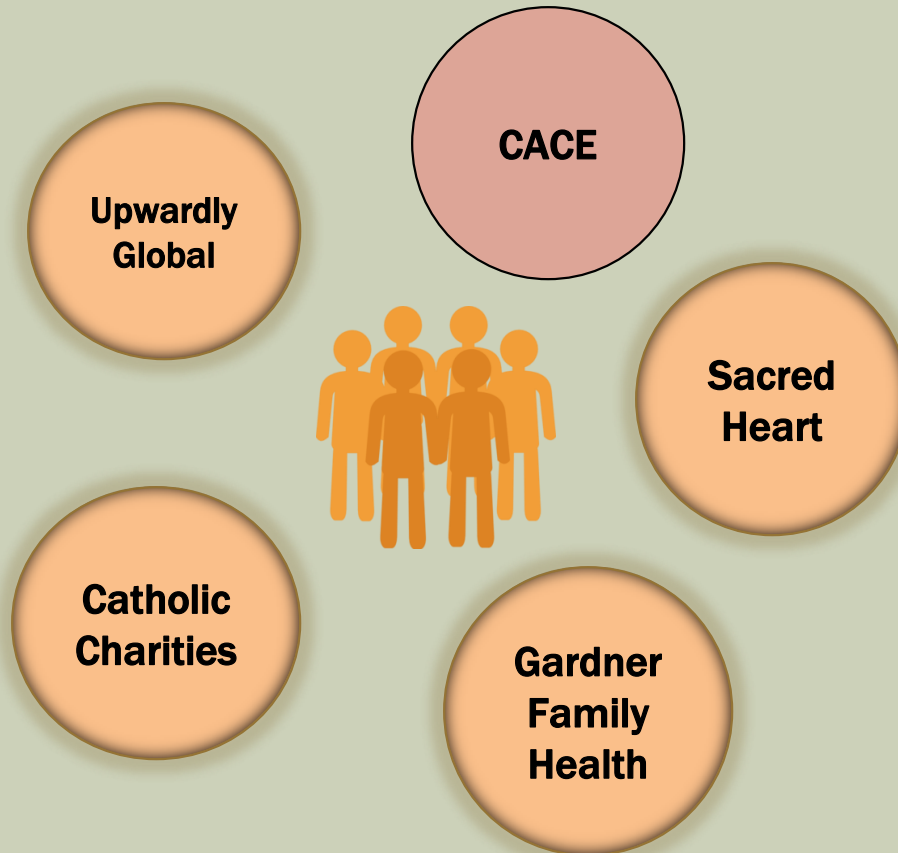 CACE
Upwardly
Global
Sacred
Heart
Catholic
Charities
Gardner
Family
Health